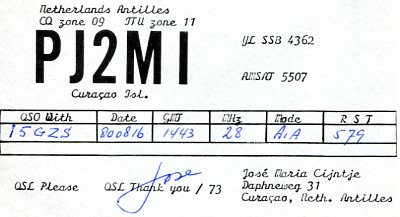 Netherlands Antilles
CQ zone 09 ITU zone 11
PJ2MI
Curaçao Isl.
YL SSB 4362
AMSAT 5507
QSO With Date GMT MHz Mode R S T
I5GZS 800816 1443 28 A1A 579
Jose
QSL Please QSL Thank you / 73
José Maria Cijntje
Daphneweg 31
Curaçao, Neth. Antilles